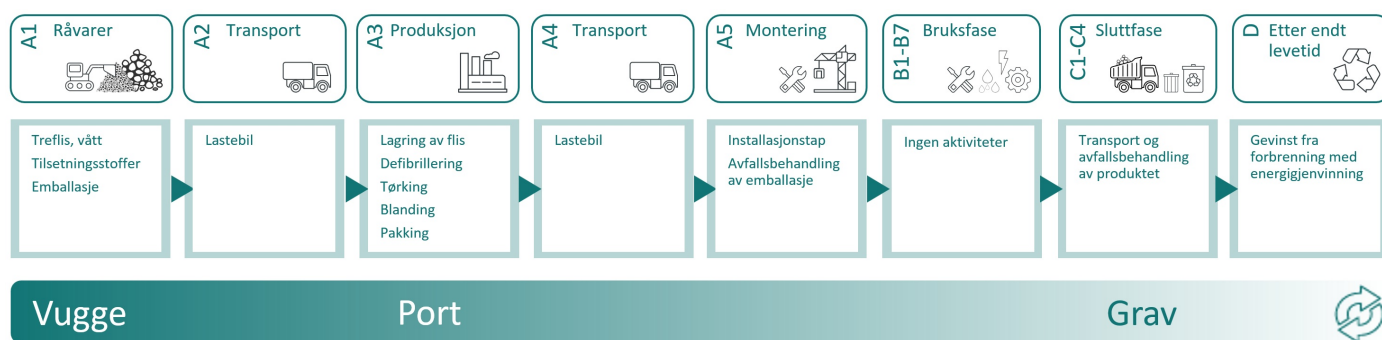 A1 Råvarer
A2 Transport
A3 Produksjon
A4 Transport
A5 Montering
B1-B7 Bruksfase
C1-C4 Sluttfase
D Etter endt
levetid
Treflis, vått
Tilsetningsstoffer
Emballasje
Lastebil
Lagring av flis
Defibrillering
Tørking
Blanding
Pakking
Lastebil
Installasjonstap
Avfallsbehandling
av emballasje
Ingen aktiviteter
Transport og
avfallsbehandling
av produktet
Gevinst fra
forbrenning med
energigjenvinning
Vugge
Port
Grav